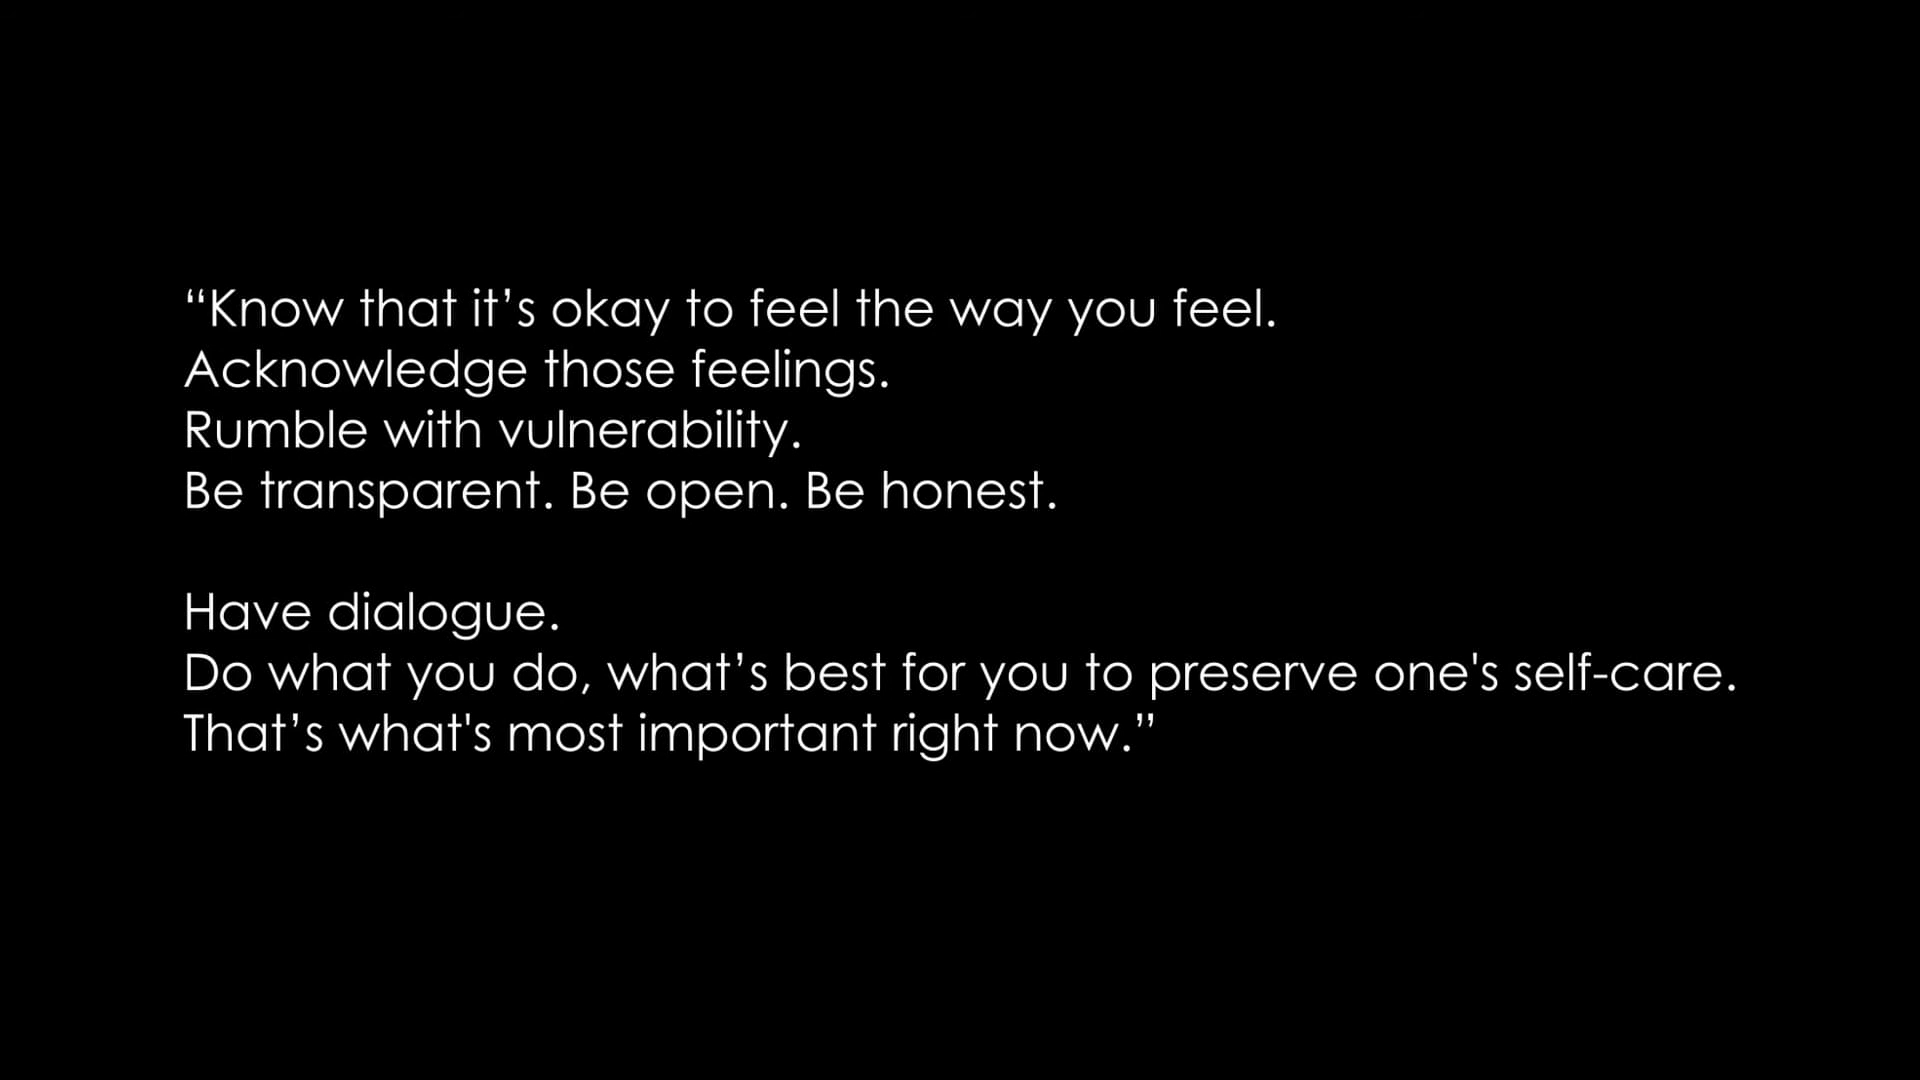 “Know that it’s okay to feel the way you feel.
Acknowledge those feelings.
Rumble with vulnerability.
Be transparent. Be open. Be honest.
Have dialogue.
Do what you do, what’s best for you to preserve one's self-care.
That’s what's most important right now.”